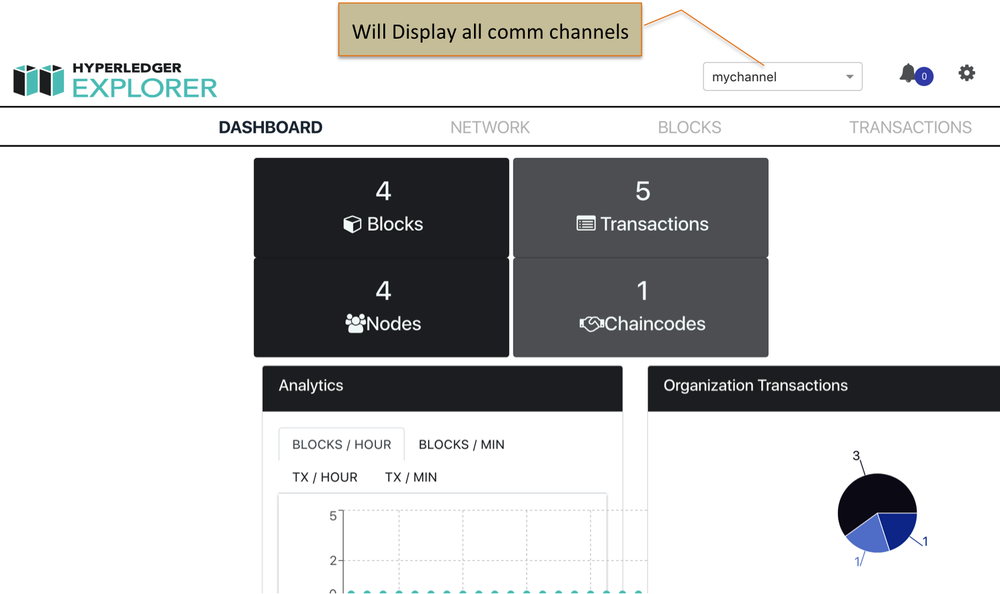 Will Display all comm channels
HYPERLEDGER
EXPLORER
mychannel
0
DASHBOARD NETWORK BLOCKS TRANSACTIONS
4
Blocks
5
Transactions
4
Nodes
1
Chaincodes
Analytics
BLOCKS / HOUR BLOCKS / MIN
TX / HOUR TX / MIN
5
2
0
Organization Transactions
3
1
1